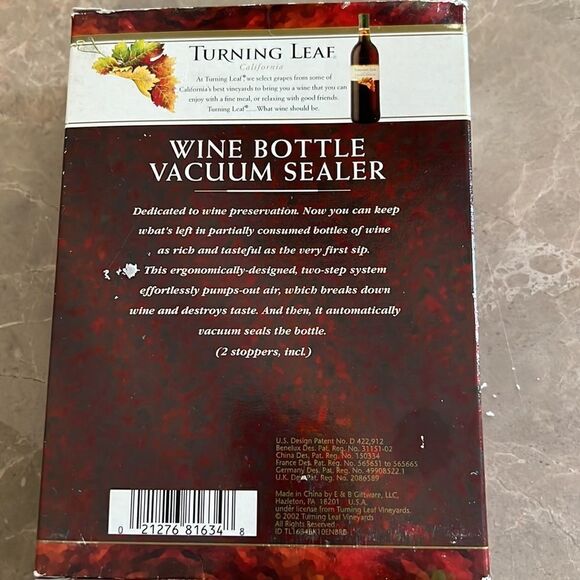 TURNING LEAF
California
At Turning Leaf® we select grapes from some of
California's best vineyards to bring you a wine that you can
enjoy with a fine meal, or relaxing with good friends.
Turning Leaf®....What wine should be.
WINE BOTTLE
VACUUM SEALER
Dedicated to wine preservation. Now you can keep
what's left in partially consumed bottles of wine
as rich and tasteful as the very first sip.
This ergonomically-designed, two-step system
effortlessly pumps-out air, which breaks down
wine and destroys taste. And then, it automatically
vacuum seals the bottle.
(2 stoppers, incl.)
U.S. Design Patent No. D 422,912
Benelux Des. Pat. Reg. No. 31151-02
China Des. Pat. Reg. No. 150334
France Des. Pat. Reg. No. 565651 to 565665
Germany Des. Pat. Reg. No. 49908522.1
U.K. Des. Pat. Reg. No. 2086589
Made in China by E & B Giftware, LLC,
Hazleton, PA 18201 U.S.A.
under license from Turning Leaf Vineyards
© 2002 Turning Leaf Vineyards
All Rights Reserved
0 21276 81634 8